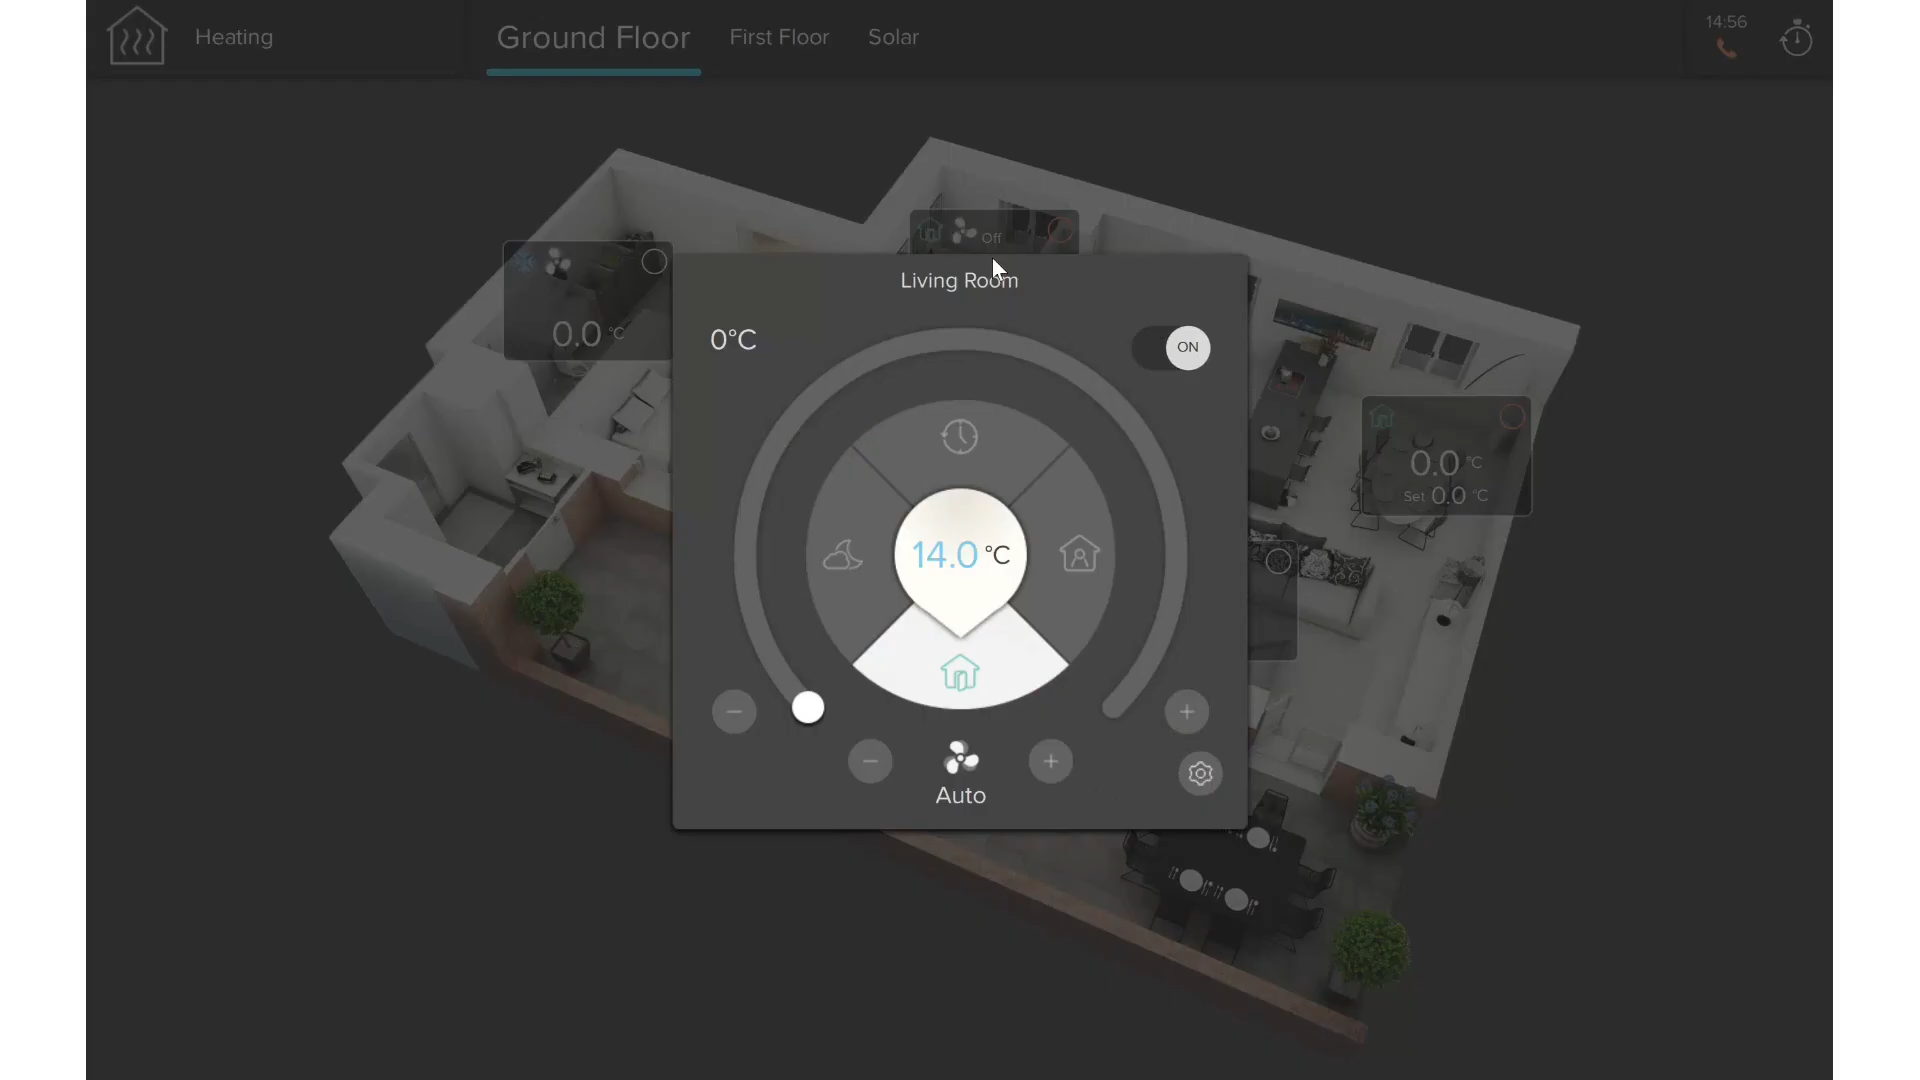 Heating
Ground Floor
First Floor
Solar
14:56
Off
Living Room
0.0 °C
0°C
ON
0.0 °C
Set 0.0 °C
14.0 °C
Auto